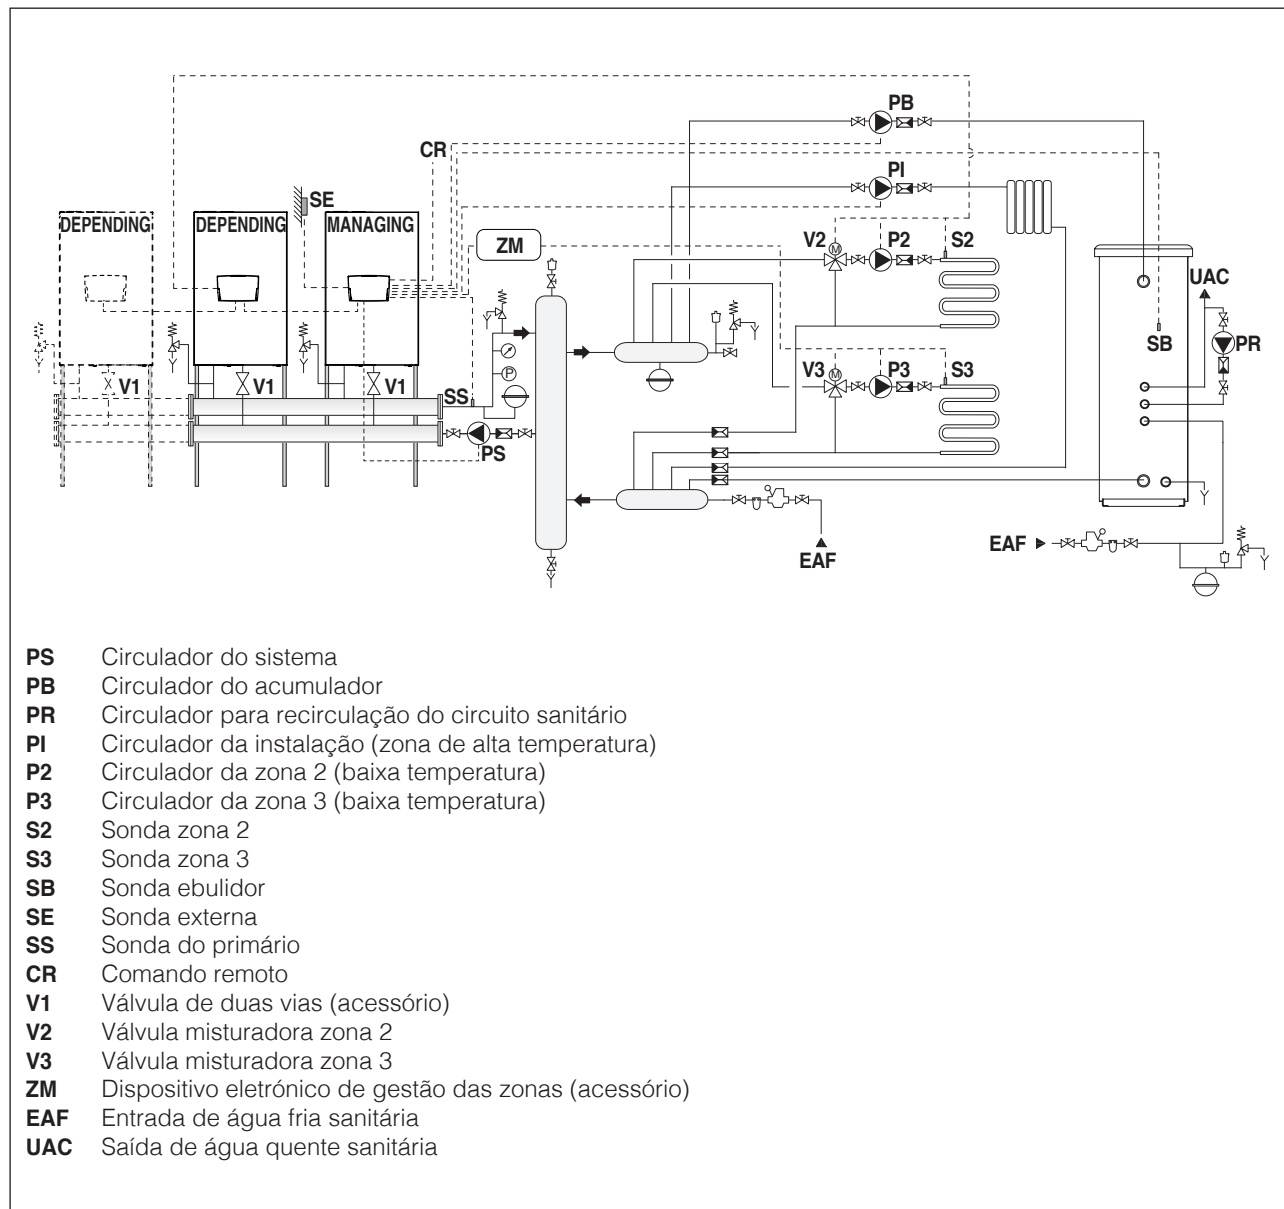 PB
CR
PI
SE
DEPENDING
DEPENDING
MANAGING
V2
P2
S2
ZM
UAC
M
SB
PR
V1
V1
V1
SS
P
V3
P3
S3
M
PS
EAF
EAF
PS Circulador do sistema
PB Circulador do acumulador
PR Circulador para recirculação do circuito sanitário
PI Circulador da instalação (zona de alta temperatura)
P2 Circulador da zona 2 (baixa temperatura)
P3 Circulador da zona 3 (baixa temperatura)
S2 Sonda zona 2
S3 Sonda zona 3
SB Sonda ebulidor
SE Sonda externa
SS Sonda do primário
CR Comando remoto
V1 Válvula de duas vias (acessório)
V2 Válvula misturadora zona 2
V3 Válvula misturadora zona 3
ZM Dispositivo eletrónico de gestão das zonas (acessório)
EAF Entrada de água fria sanitária
UAC Saída de água quente sanitária